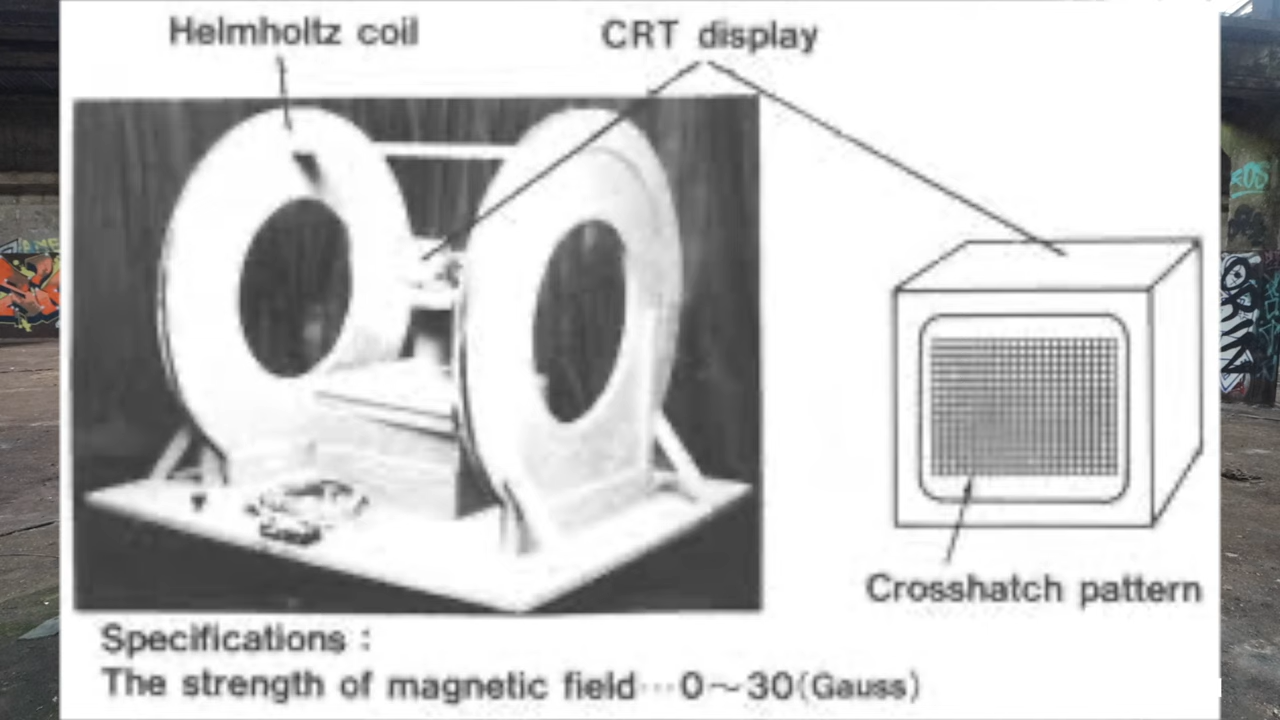 Helmholtz coil
CRT display
Crosshatch pattern
Specifications :
The strength of magnetic field···0～30(Gauss)